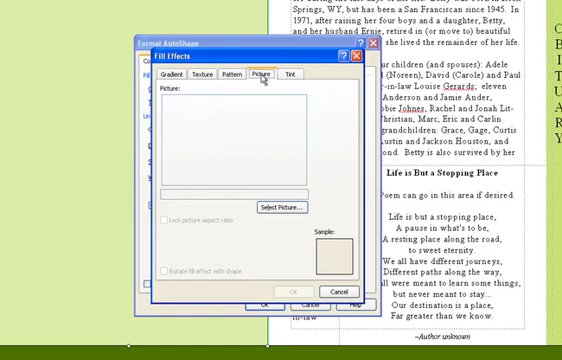 Springs, WY, but has been a San Franciscan since 1945. In
1971, after raising her four boys and a daughter, Betty,
and her husband Ernie, retired in (or move to) beautiful
she lived the remainder of her life.
Format AutoShape
Fill Effects
Gradient
Texture
Pattern
Picture
Tint
Picture:
Select Picture...
Lock picture aspect ratio
Sample:
Rotate fill effect with shape
OK
Cancel
OK
Cancel
Help
ur children (and spouses): Adele
(Noreen), David (Carole) and Paul
r-in-law Louise Gerards; eleven
Anderson and Jamie Ander,
Johnes, Rachel and Jonah Lit-
Christian, Marc, Eric and Carlin
grandchildren: Grace, Gage, Curtis
ustin and Jackson Houston, and
ond. Betty is also survived by her
Life is But a Stopping Place
Poem can go in this area if desired.
Life is but a stopping place,
A pause in what's to be,
A resting place along the road,
to sweet eternity.
We all have different journeys,
Different paths along the way,
all were meant to learn some things,
but never meant to stay...
Our destination is a place,
Far greater than we know.
in-law
–Author unknown
O
B
I
T
U
A
R
Y